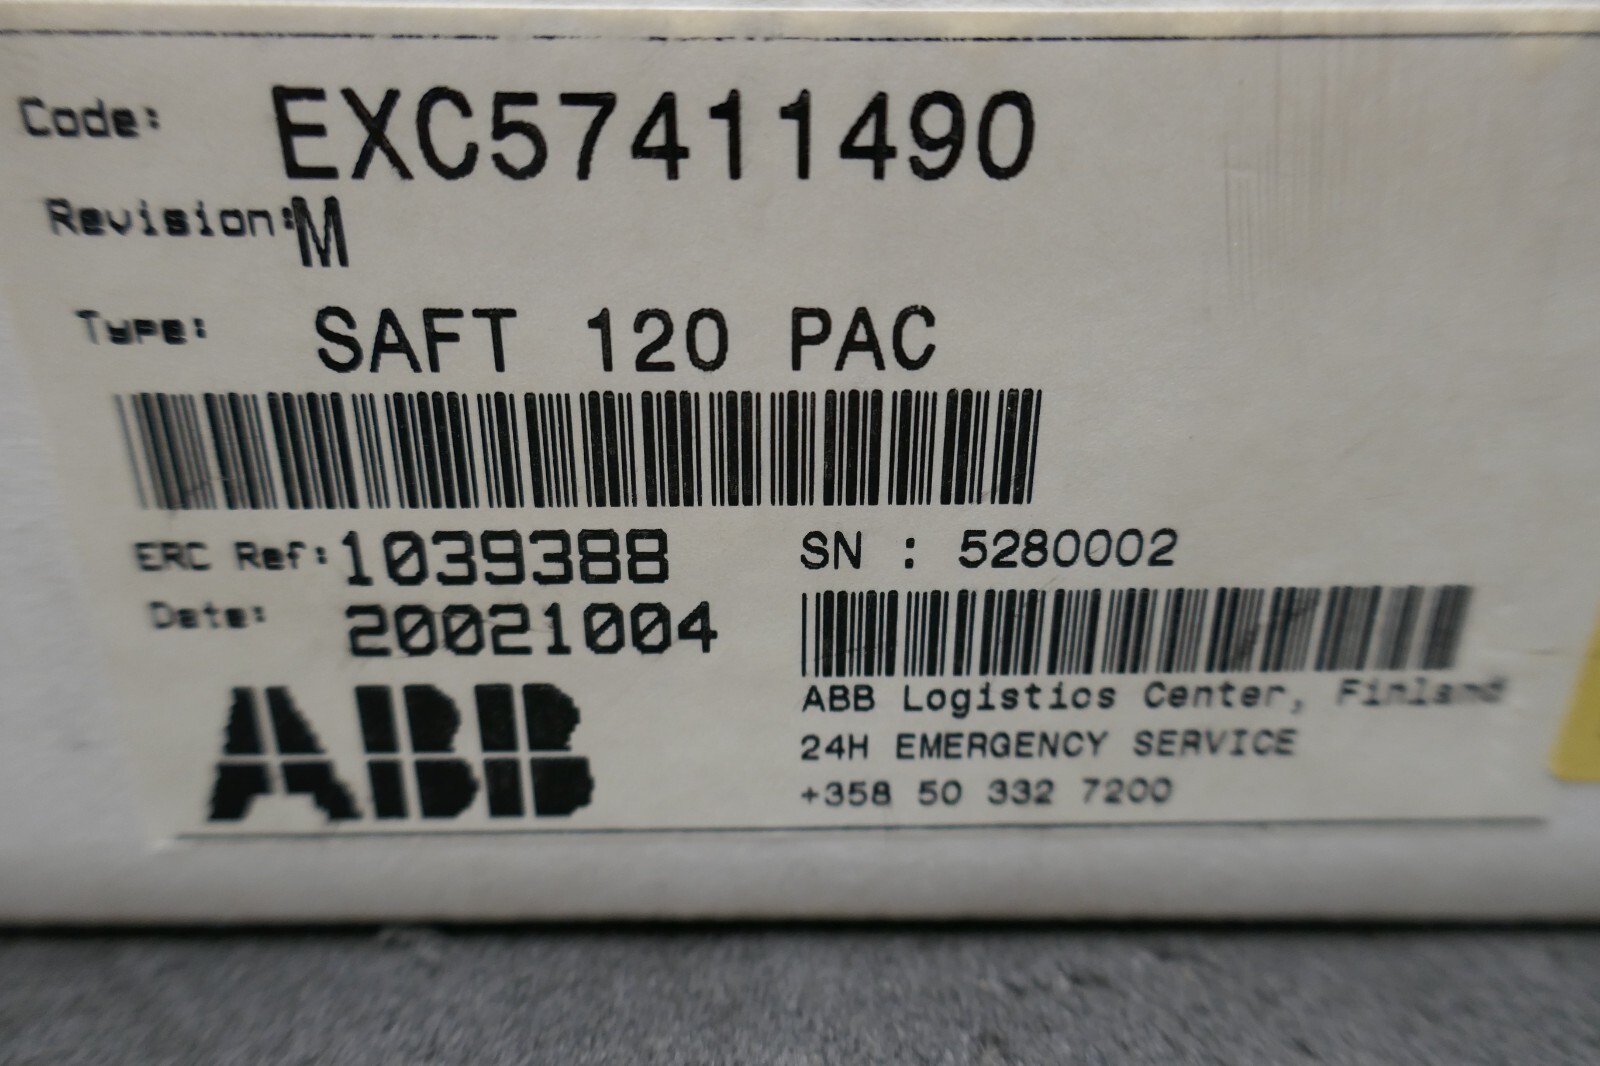 Code: EXC57411490
Revision: M
Type: SAFT 120 PAC
ERC Ref: 1039388
SN : 5280002
Date: 20021004
ABB
ABB Logistics Center, Finland
24H EMERGENCY SERVICE
+358 50 332 7200